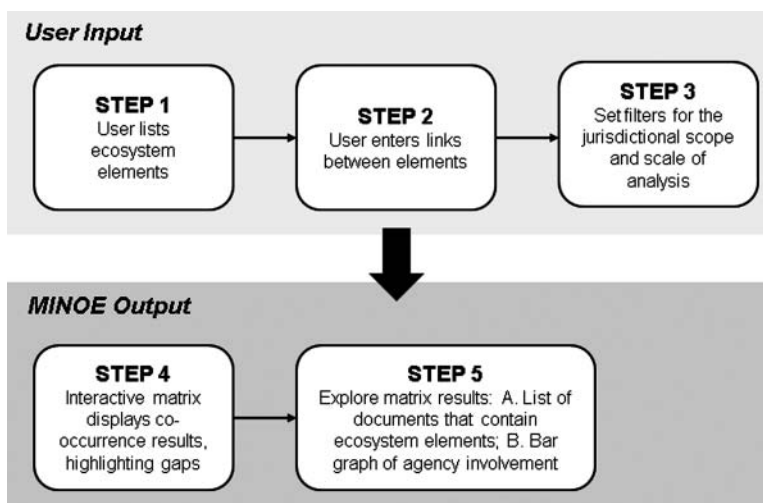 User Input
STEP 1
User lists
ecosystem
elements
STEP 2
User enters links
between elements
STEP 3
Set filters for the
jurisdictional scope
and scale of
analysis
MINOE Output
STEP 4
Interactive matrix
displays co-
occurrence results,
highlighting gaps
STEP 5
Explore matrix results: A. List of
documents that contain
ecosystem elements; B. Bar
graph of agency involvement